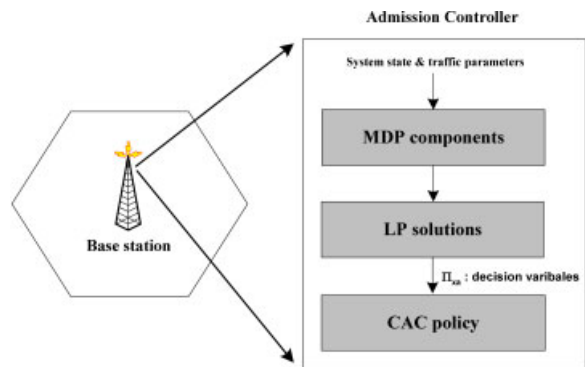 Admission Controller
System state & traffic parameters
MDP components
LP solutions
Π_xa : decision varibales
CAC policy
Base station